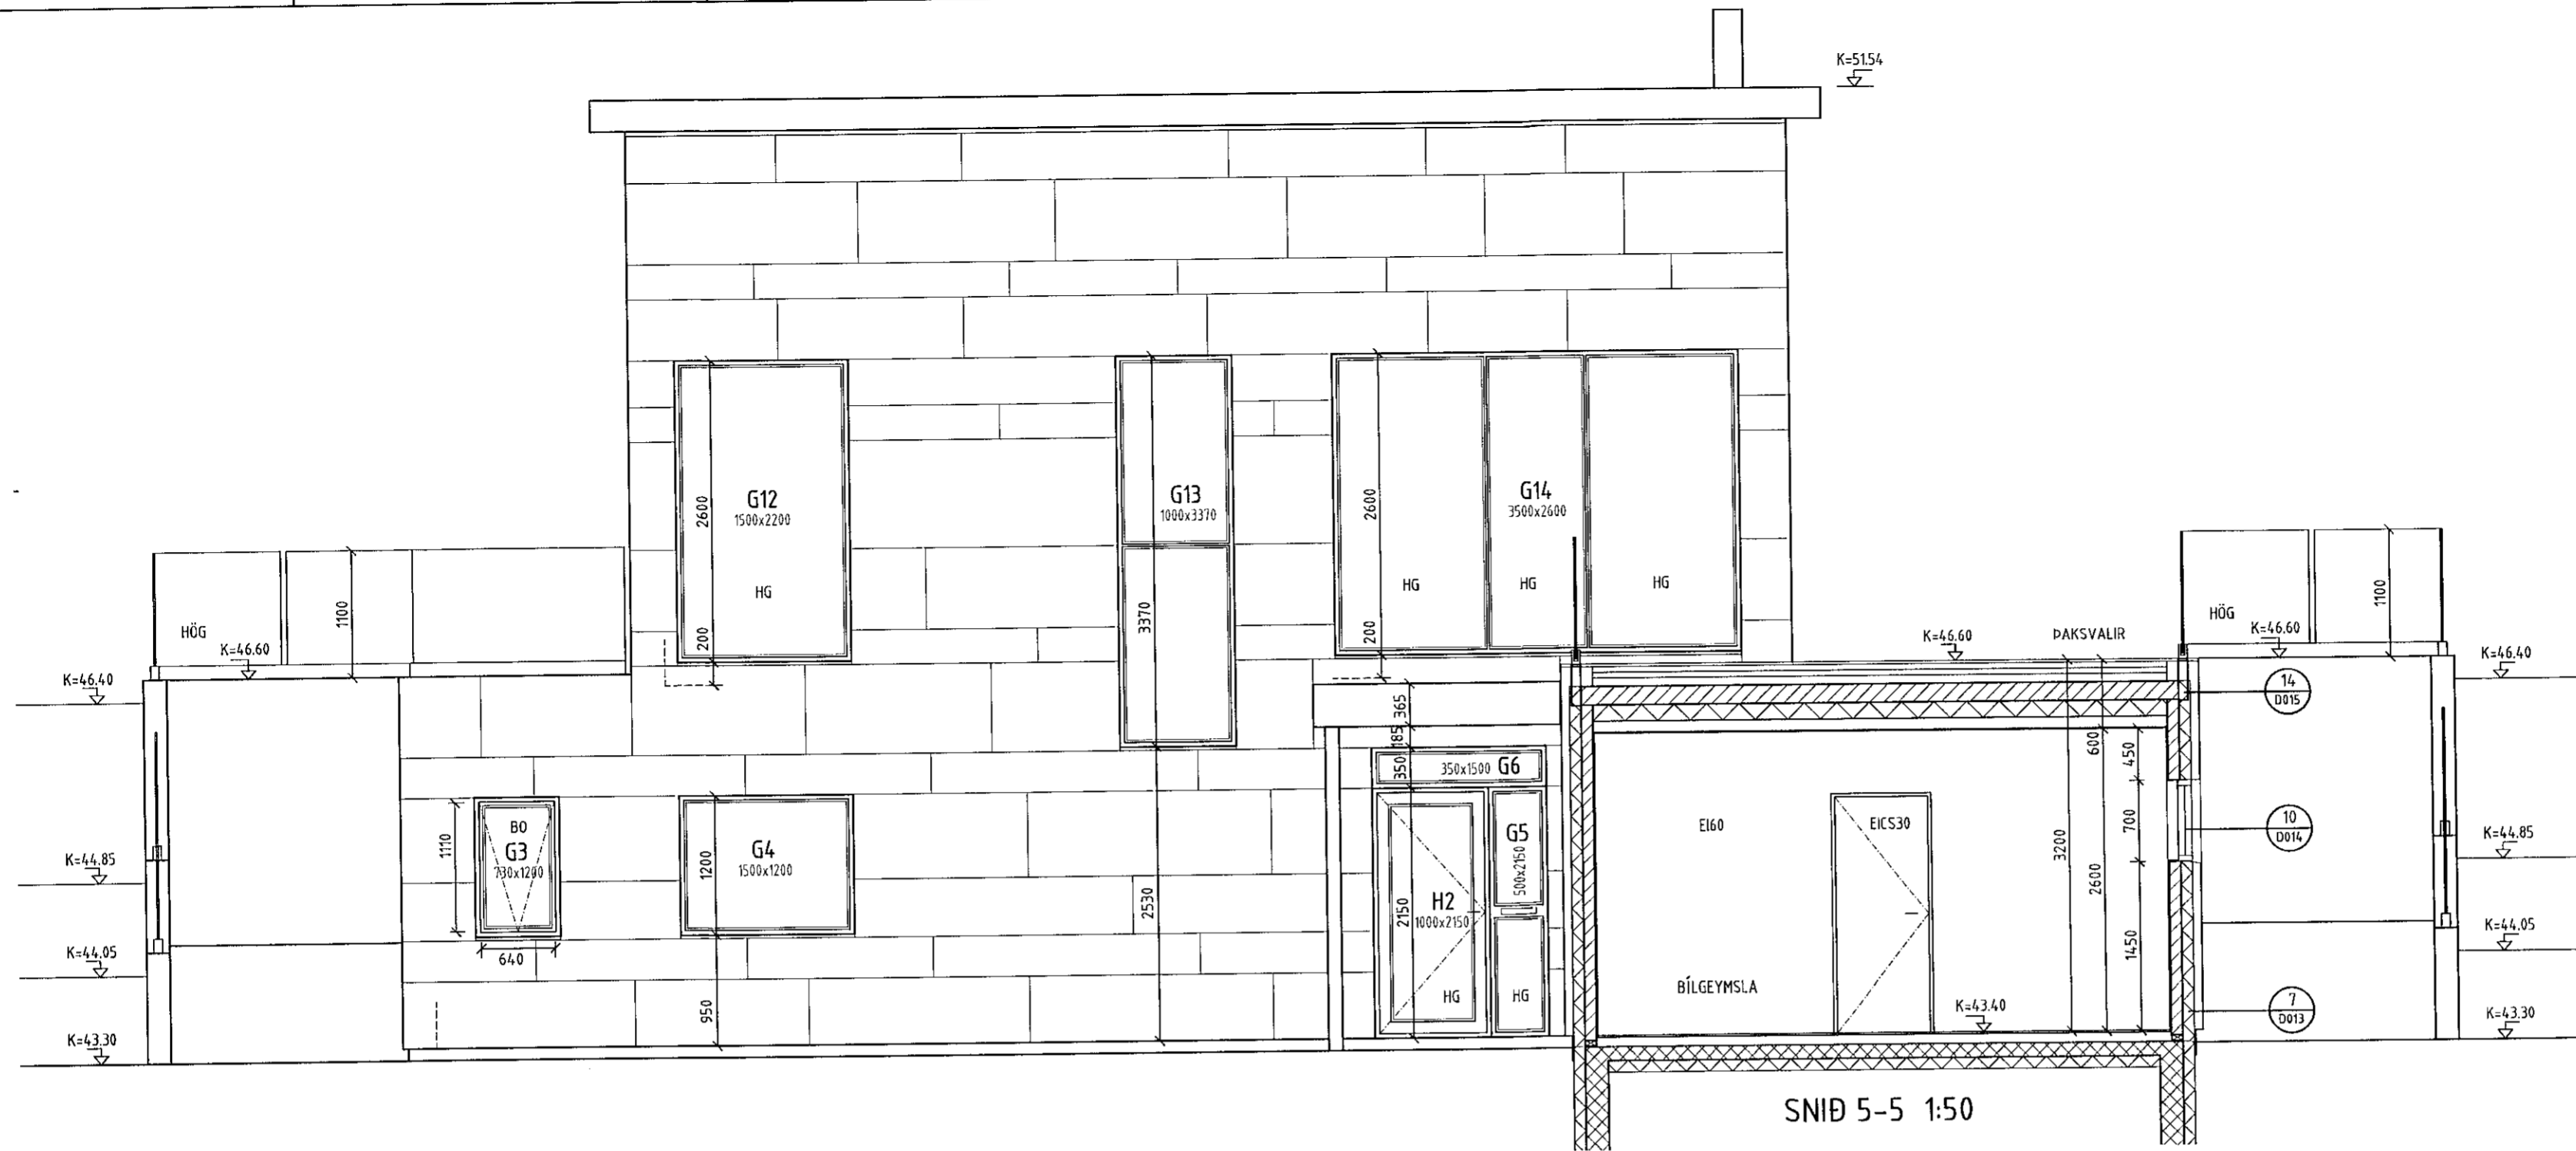 K=51.54
G12
1500x2200
HG
2600
200
G13
1000x3370
3370
2530
G14
3500x2600
HG
HG
HG
2600
200
HÖG
K=46.60
1100
K=46.40
K=44.85
K=44.05
K=43.30
BO
G3
730x1200
1110
640
G4
1500x1200
1200
950
365
185
350
350x1500 G6
2150
H2
1000x2150
HG
G5
500x2150
HG
K=46.60
ÞAKSVALIR
EI60
EICS30
BÍLGEYMSLA
K=43.40
3200
600
2600
450
700
1450
HÖG
K=46.60
1100
14
D015
10
D014
7
D013
K=46.40
K=44.85
K=44.05
K=43.30
SNIÐ 5-5 1:50